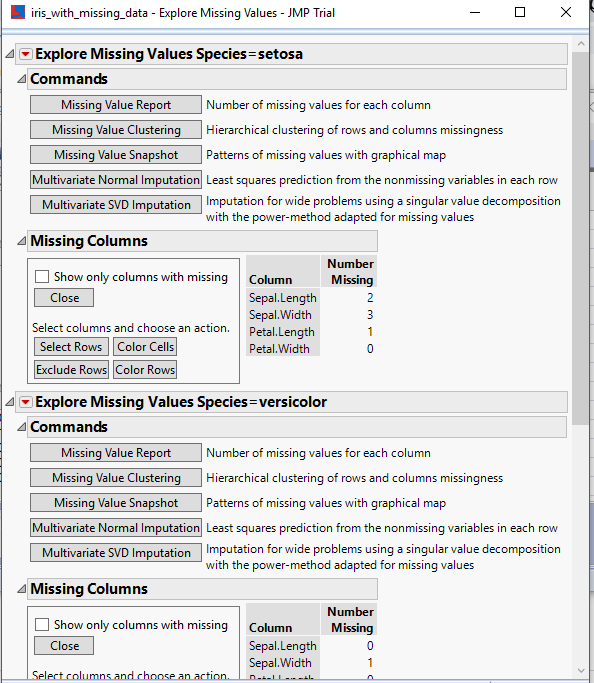 iris_with_missing_data - Explore Missing Values - JMP Trial
Explore Missing Values Species=setosa
Commands
Missing Value Report Number of missing values for each column
Missing Value Clustering Hierarchical clustering of rows and columns missingness
Missing Value Snapshot Patterns of missing values with graphical map
Multivariate Normal Imputation Least squares prediction from the nonmissing variables in each row
Multivariate SVD Imputation Imputation for wide problems using a singular value decomposition
with the power-method adapted for missing values
Missing Columns
Show only columns with missing
Close
Select columns and choose an action.
Select Rows Color Cells
Exclude Rows Color Rows
Column Number Missing
Sepal.Length 2
Sepal.Width 3
Petal.Length 1
Petal.Width 0
Explore Missing Values Species=versicolor
Commands
Missing Value Report Number of missing values for each column
Missing Value Clustering Hierarchical clustering of rows and columns missingness
Missing Value Snapshot Patterns of missing values with graphical map
Multivariate Normal Imputation Least squares prediction from the nonmissing variables in each row
Multivariate SVD Imputation Imputation for wide problems using a singular value decomposition
with the power-method adapted for missing values
Missing Columns
Show only columns with missing
Close
Select columns and choose an action.
Column Number Missing
Sepal.Length 0
Sepal.Width 1
Petal.Length 0